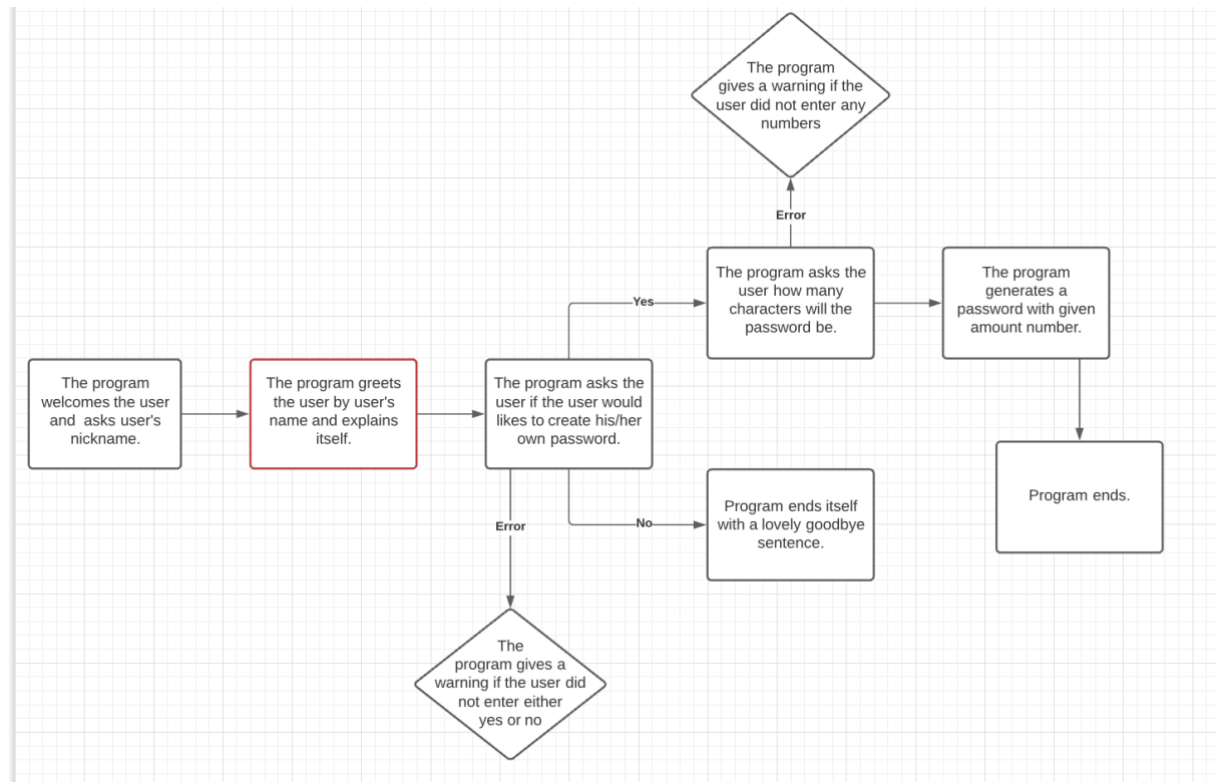 The program
gives a warning if the
user did not enter any
numbers
Error
The program asks the
user how many
characters will the
password be.
The program
generates a
password with given
amount number.
Yes
The program
welcomes the user
and asks user's
nickname.
The program greets
the user by user's
name and explains
itself.
The program asks the
user if the user would
likes to create his/her
own password.
Program ends.
Program ends itself
with a lovely goodbye
sentence.
No
Error
The
program gives a
warning if the user did
not enter either
yes or no